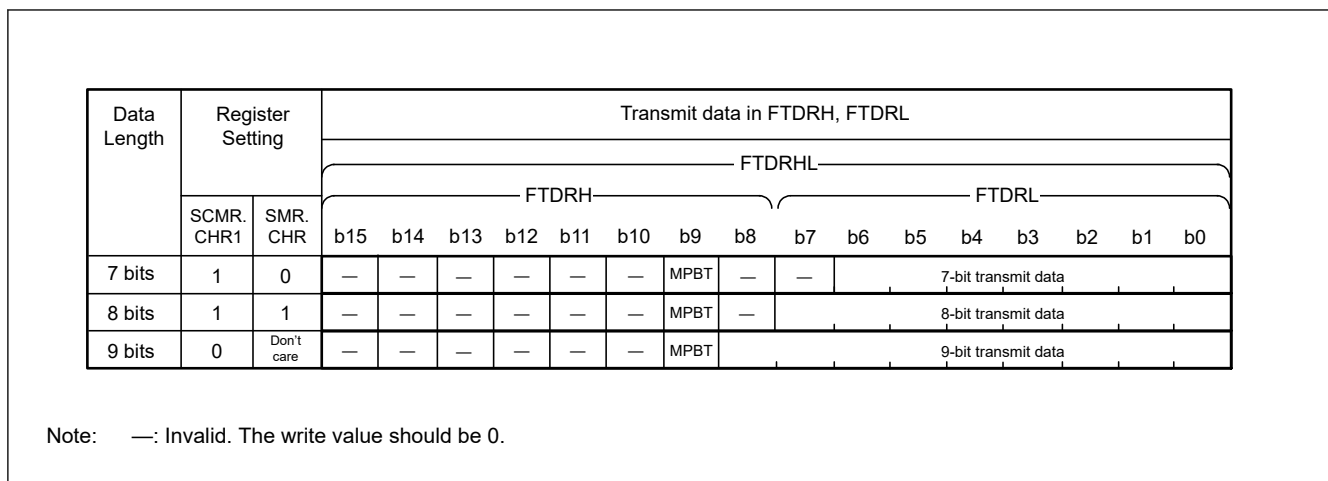 Data Length Register Setting Transmit data in FTDRH, FTDRL
FTDRHL
FTDRH FTDRL
SCMR. CHR1 SMR. CHR b15 b14 b13 b12 b11 b10 b9 b8 b7 b6 b5 b4 b3 b2 b1 b0
7 bits 1 0 — — — — — — MPBT — — 7-bit transmit data
8 bits 1 1 — — — — — — MPBT — 8-bit transmit data
9 bits 0 Don't care — — — — — — MPBT 9-bit transmit data
Note: —: Invalid. The write value should be 0.